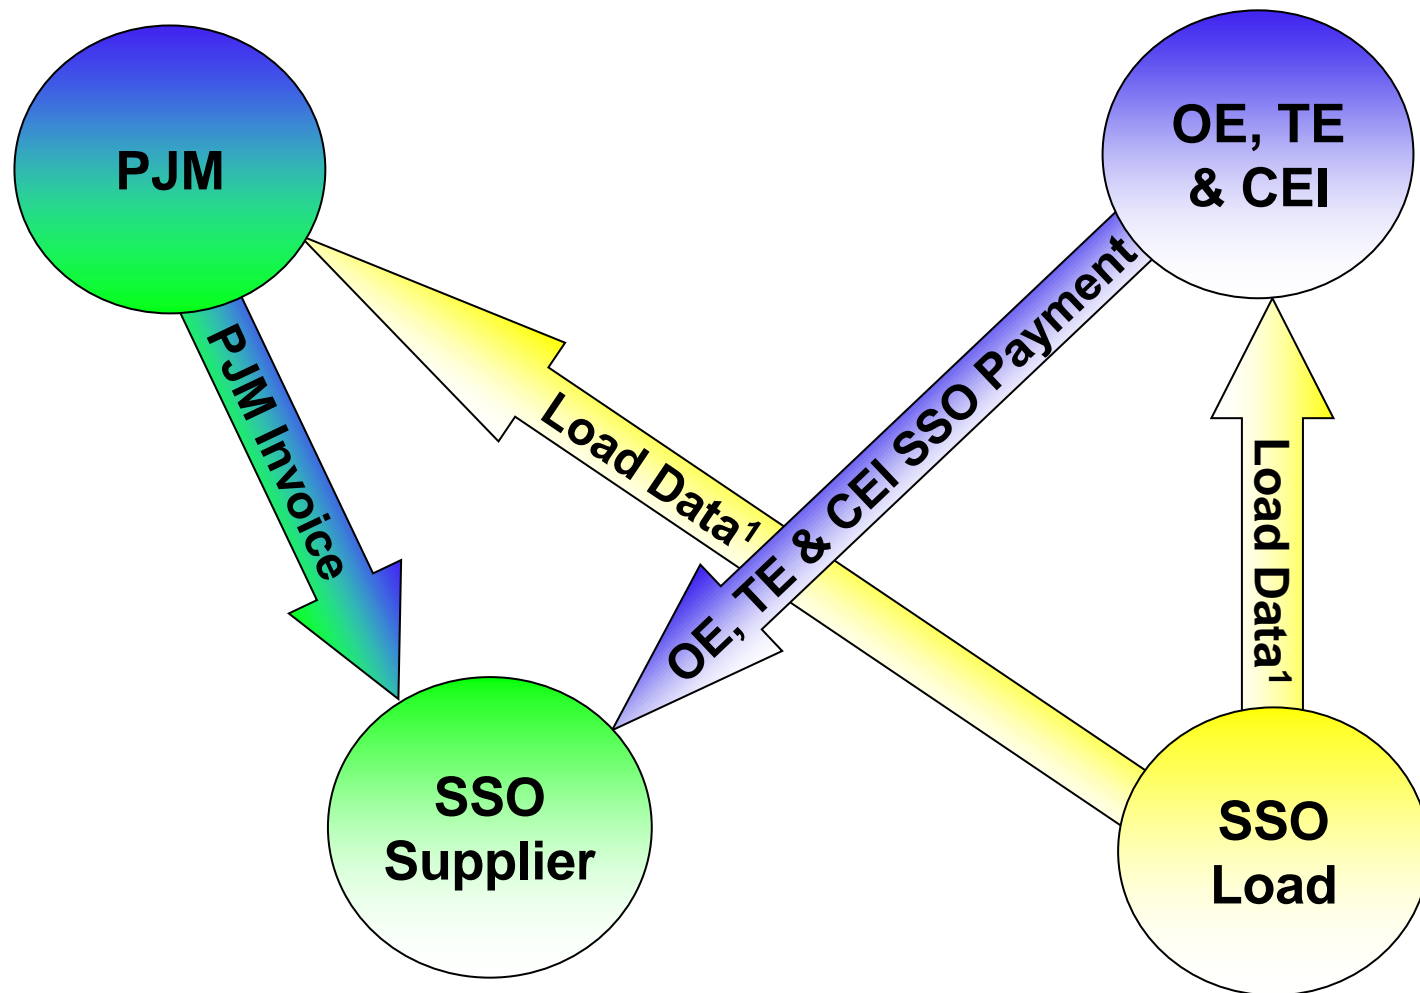 PJM
OE, TE
& CEI
PJM Invoice
Load Data¹
OE, TE & CEI SSO Payment
Load Data¹
SSO
Supplier
SSO
Load